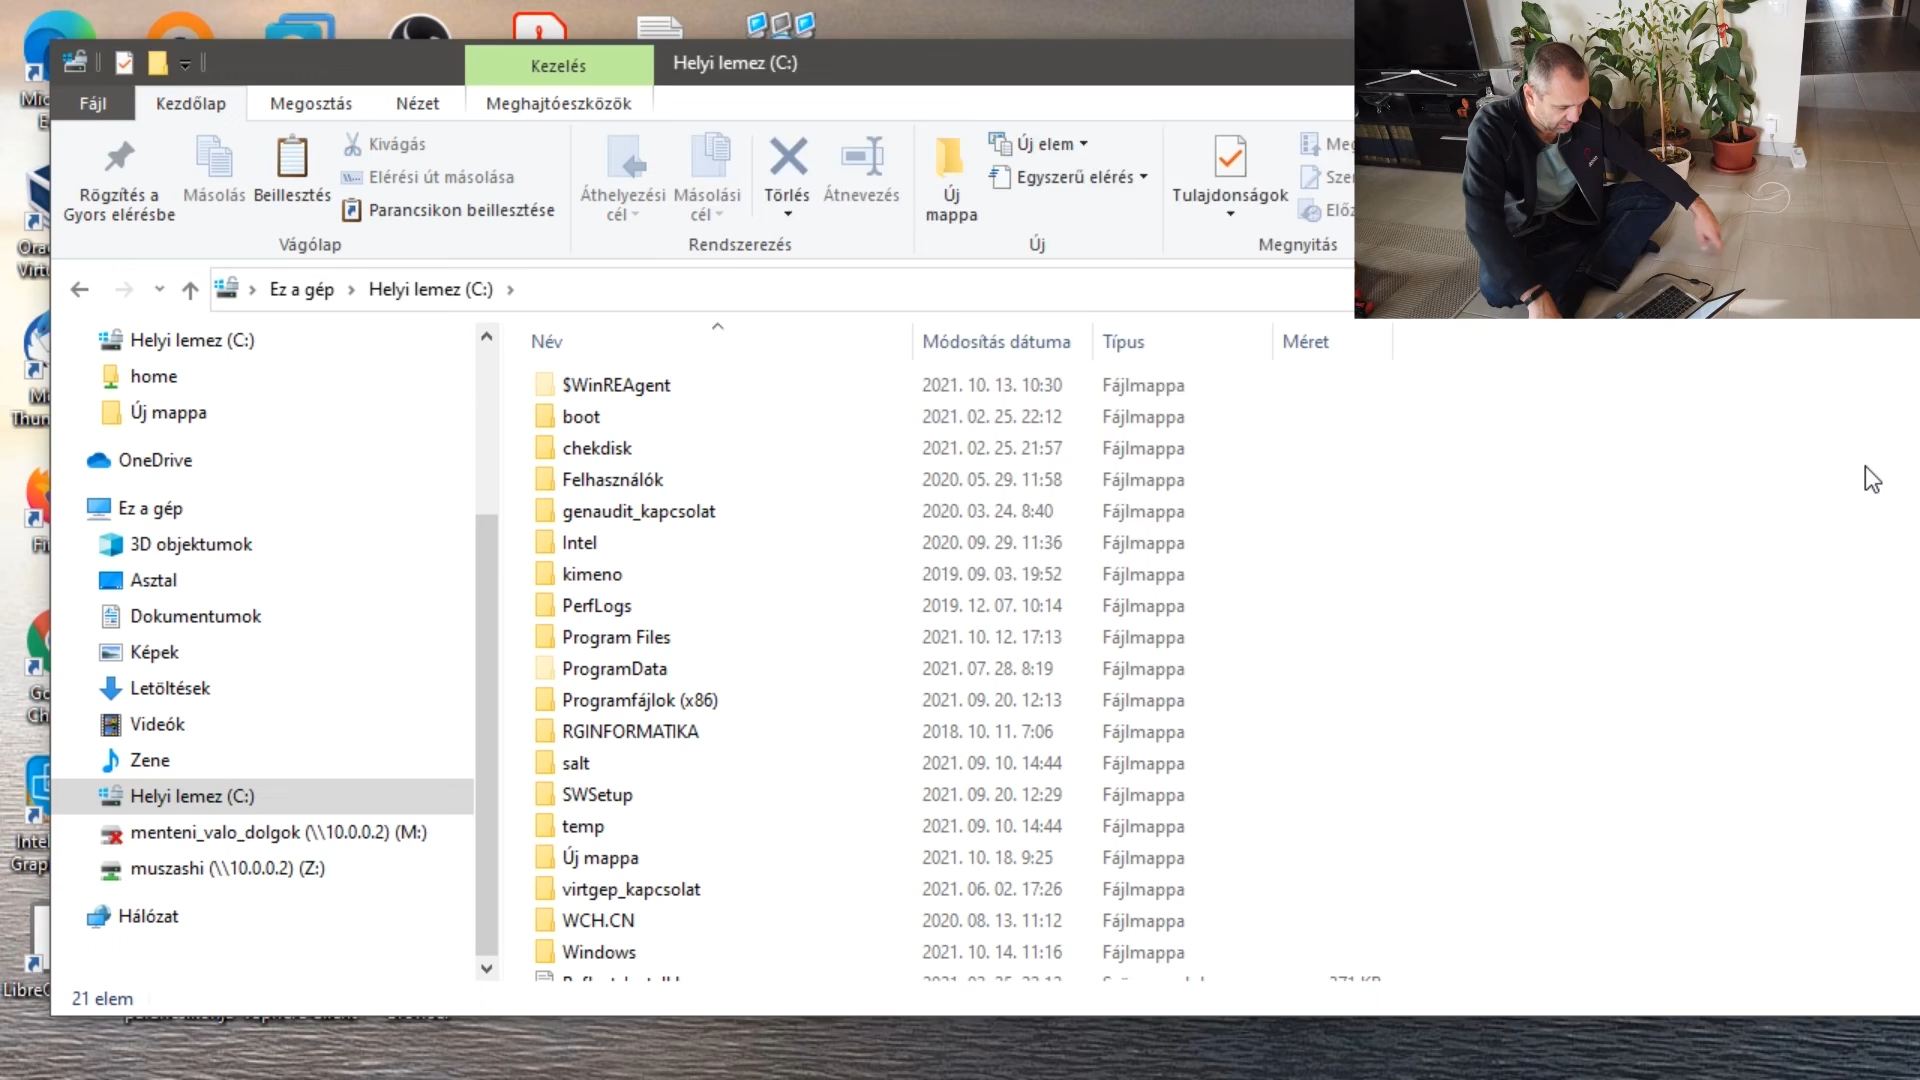 Kezelés
Helyi lemez (C:)
Fájl
Kezdőlap
Megosztás
Nézet
Meghajtóeszközök
Rögzítés a
Gyors elérésbe
Másolás
Beillesztés
Kivágás
Elérési út másolása
Parancsikon beillesztése
Vágólap
Áthelyezési
cél
Másolási
cél
Törlés
Átnevezés
Rendszerezés
Új
mappa
Új elem
Egyszerű elérés
Új
Tulajdonságok
Megnyitás
Ez a gép
Helyi lemez (C:)
Helyi lemez (C:)
home
Új mappa
OneDrive
Ez a gép
3D objektumok
Asztal
Dokumentumok
Képek
Letöltések
Videók
Zene
Helyi lemez (C:)
menteni_valo_dolgok (\\10.0.0.2) (M:)
muszashi (\\10.0.0.2) (Z:)
Hálózat
Név Módosítás dátuma Típus Méret
$WinREAgent 2021. 10. 13. 10:30 Fájlmappa
boot 2021. 02. 25. 22:12 Fájlmappa
chekdisk 2021. 02. 25. 21:57 Fájlmappa
Felhasználók 2020. 05. 29. 11:58 Fájlmappa
genaudit_kapcsolat 2020. 03. 24. 8:40 Fájlmappa
Intel 2020. 09. 29. 11:36 Fájlmappa
kimeno 2019. 09. 03. 19:52 Fájlmappa
PerfLogs 2019. 12. 07. 10:14 Fájlmappa
Program Files 2021. 10. 12. 17:13 Fájlmappa
ProgramData 2021. 07. 28. 8:19 Fájlmappa
Programfájlok (x86) 2021. 09. 20. 12:13 Fájlmappa
RGINFORMATIKA 2018. 10. 11. 7:06 Fájlmappa
salt 2021. 09. 10. 14:44 Fájlmappa
SWSetup 2021. 09. 20. 12:29 Fájlmappa
temp 2021. 09. 10. 14:44 Fájlmappa
Új mappa 2021. 10. 18. 9:25 Fájlmappa
virtgep_kapcsolat 2021. 06. 02. 17:26 Fájlmappa
WCH.CN 2020. 08. 13. 11:12 Fájlmappa
Windows 2021. 10. 14. 11:16 Fájlmappa
21 elem